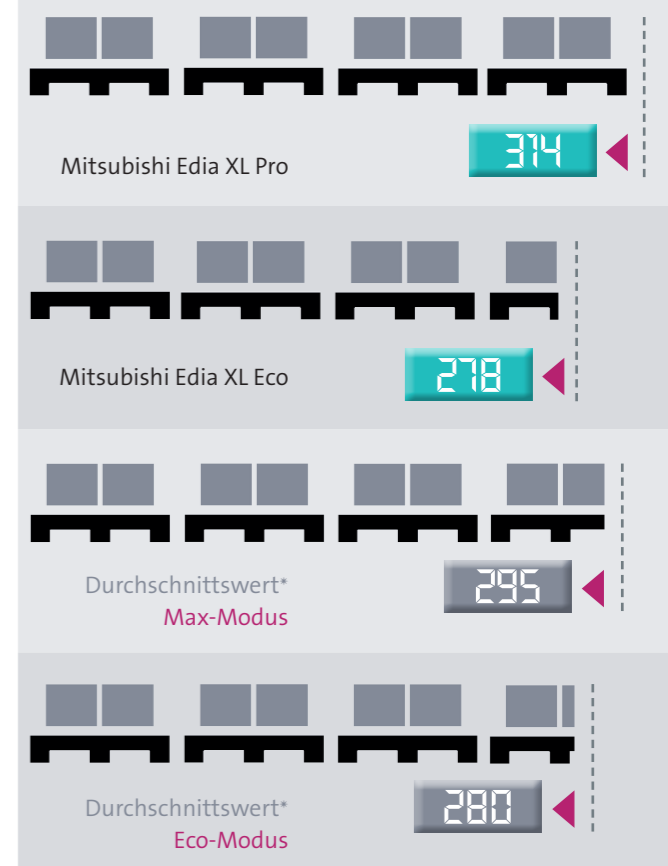 314
Mitsubishi Edia XL Pro
278
Mitsubishi Edia XL Eco
295
Durchschnittswert*
Max-Modus
280
Durchschnittswert*
Eco-Modus